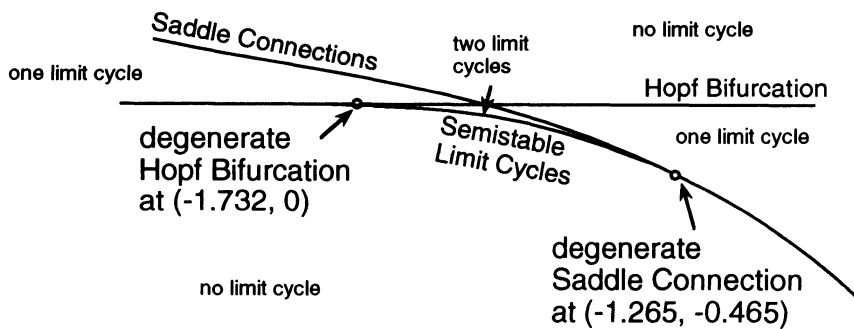 Saddle Connections
no limit cycle
two limit
cycles
one limit cycle
Hopf Bifurcation
one limit cycle
degenerate
Hopf Bifurcation
at (-1.732, 0)
Semistable
Limit Cycles
degenerate
Saddle Connection
at (-1.265, -0.465)
no limit cycle